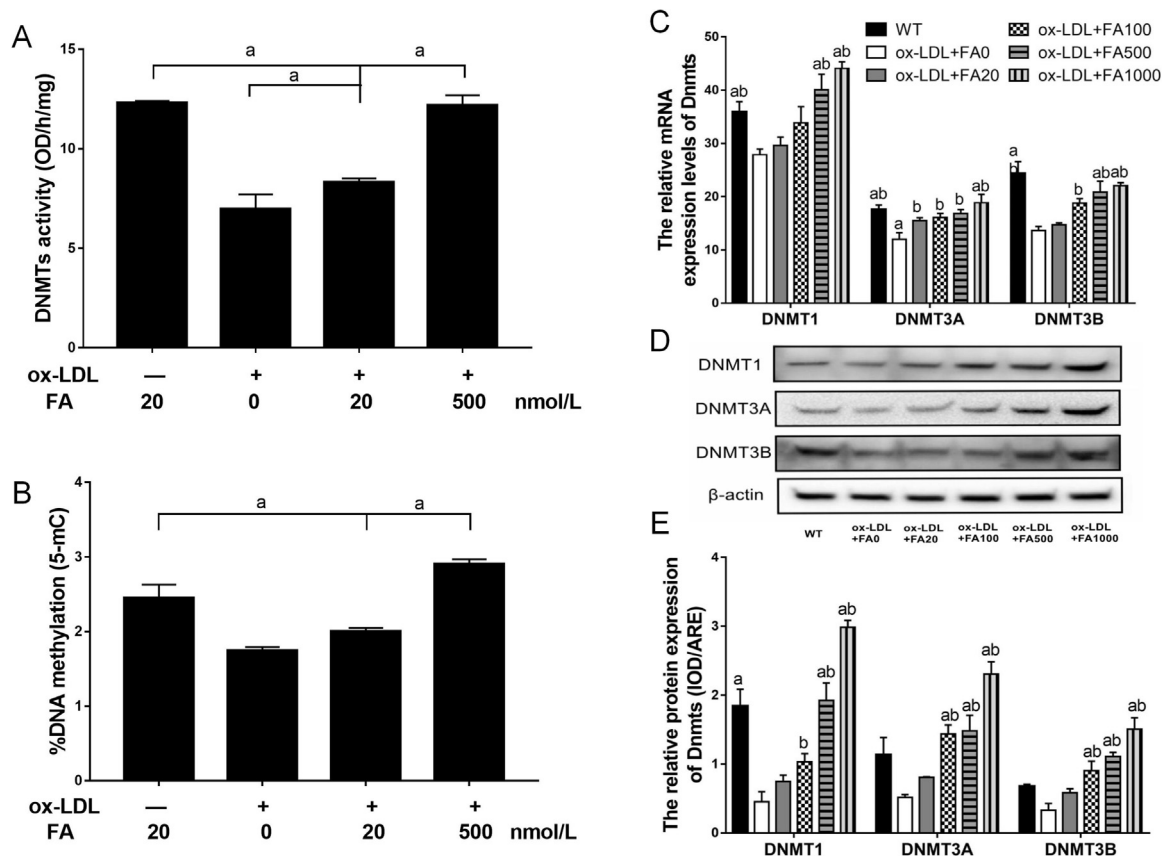 A
DNMTs activity (OD/h/mg)
15
10
5
0
a
a
a
ox-LDL — + + +
FA 20 0 20 500 nmol/L
B
%DNA methylation (5-mC)
4
3
2
1
0
a
a
ox-LDL — + + +
FA 20 0 20 500 nmol/L
C
WT
ox-LDL+FA0
ox-LDL+FA20
ox-LDL+FA100
ox-LDL+FA500
ox-LDL+FA1000
The relative mRNA
expression levels of Dnmts
50
40
30
20
10
0
ab ab ab
ab a b b b ab
a
b b ab ab
DNMT1 DNMT3A DNMT3B
D
DNMT1
DNMT3A
DNMT3B
β-actin
WT ox-LDL ox-LDL ox-LDL ox-LDL ox-LDL
+FA0 +FA20 +FA100 +FA500 +FA1000
E
The relative protein expression
of Dnmts (IOD/ARE)
4
3
2
1
0
a b ab ab
ab ab ab
ab ab ab
DNMT1 DNMT3A DNMT3B